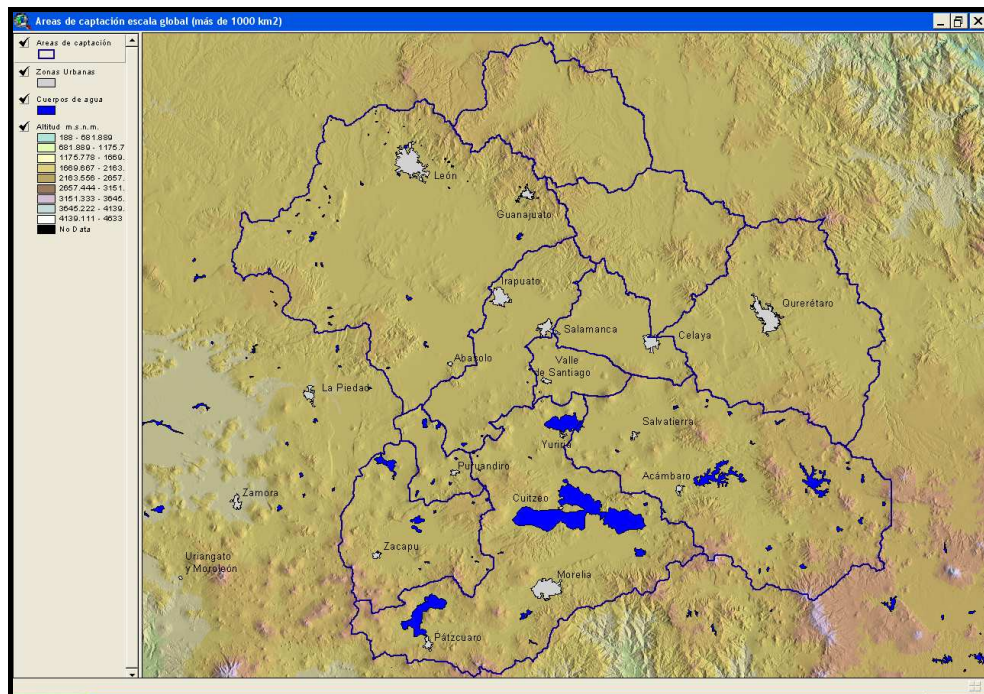 Areas de captación escala global (más de 1000 km2)
Areas de captación
Zonas Urbanas
Cuerpos de agua
Altitud m.s.n.m.
188 - 681.889
681.889 - 1175.7
1175.778 - 1669.
1669.667 - 2163.
2163.556 - 2657.
2657.444 - 3151.
3151.333 - 3645.
3645.222 - 4139.
4139.111 - 4633
No Data
León
Guanajuato
Irapuato
Salamanca
Celaya
Qurerétaro
Abasolo
Valle
de Santiago
La Piedad
Yuriria
Salvatierra
Puruandiro
Acámbaro
Zamora
Cuitzeo
Zacapu
Uriangato
y Moroleón
Morelia
Pátzcuaro